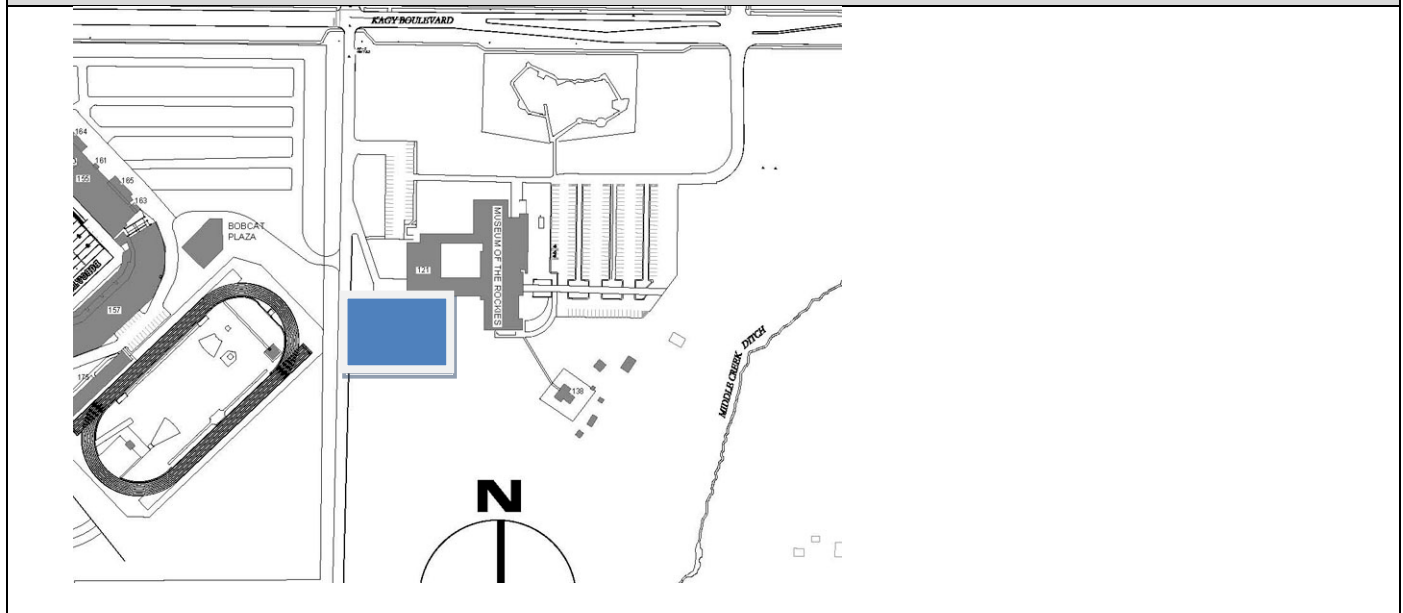 KAGY BOULEVARD
164
161
155
165
163
BOBCAT
PLAZA
MUSEUM OF THE ROCKIES
121
157
175
138
MIDDLE CREEK DITCH
N